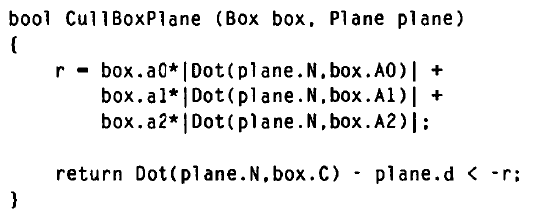 bool CullBoxPlane (Box box, Plane plane)
{
    r = box.a0*|Dot(plane.N,box.A0)| +
        box.a1*|Dot(plane.N,box.A1)| +
        box.a2*|Dot(plane.N,box.A2)|;

    return Dot(plane.N,box.C) - plane.d < -r;
}